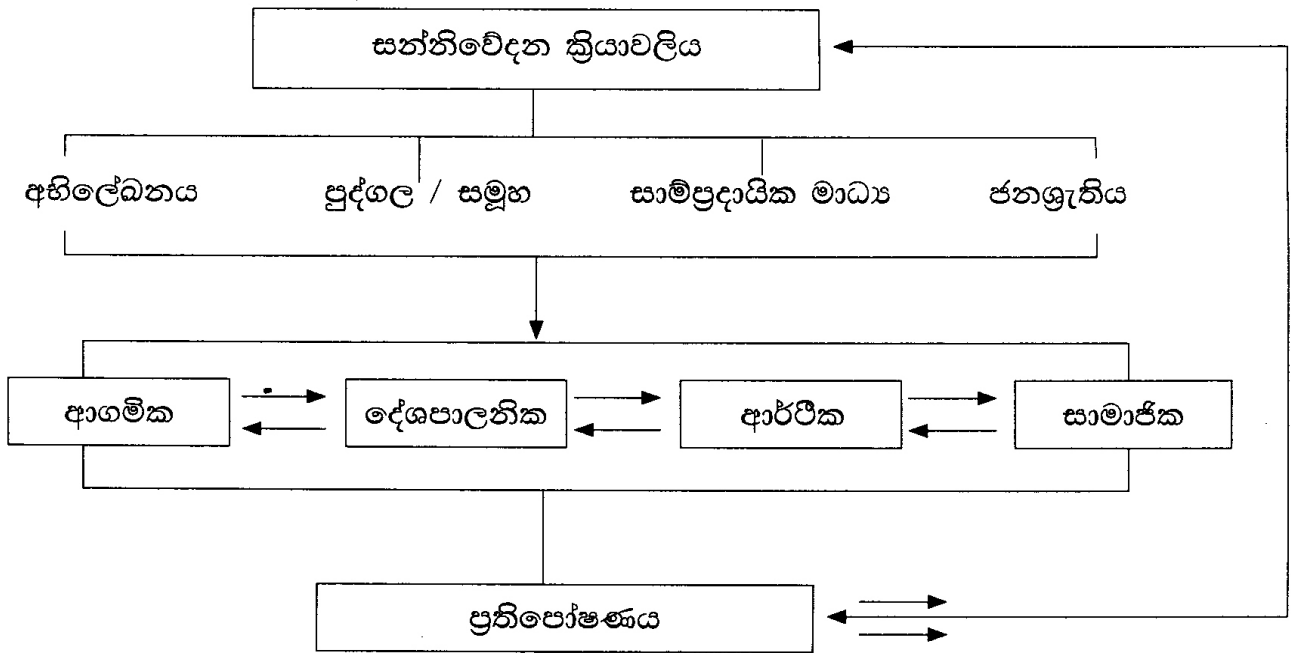 සන්නිවේදන ක්‍රියාවලිය
අභිලේඛනය පුද්ගල / සමූහ සාම්ප්‍රදායික මාධ්‍ය ජනශ්‍රැතිය
ආගමික දේශපාලනික ආර්ථික සාමාජික
ප්‍රතිපෝෂණය